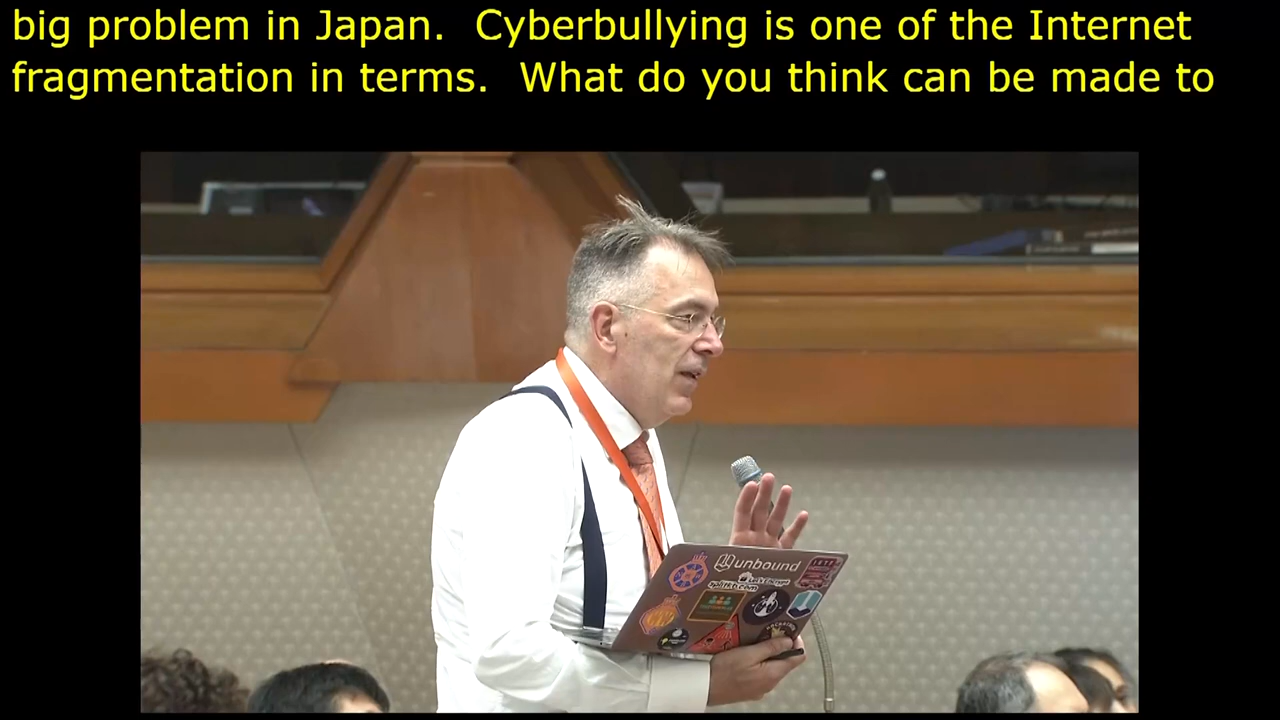 big problem in Japan.  Cyberbullying is one of the Internet
fragmentation in terms.  What do you think can be made to
unbound